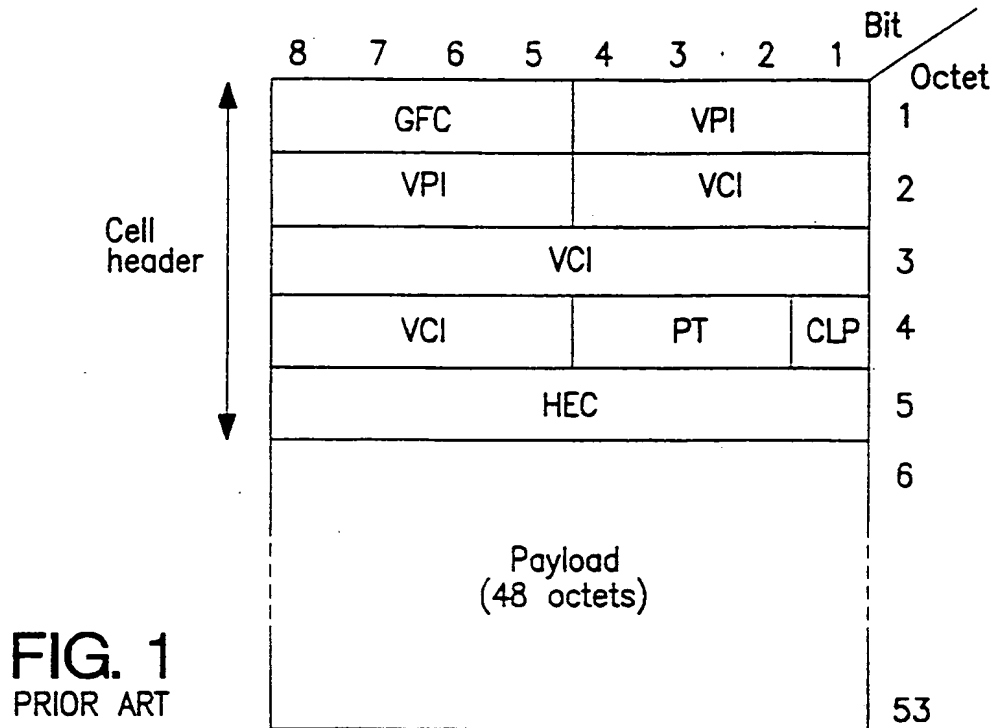 Bit
8 7 6 5 4 3 2 1
Octet
GFC VPI 1
VPI VCI 2
Cell
header
VCI 3
VCI PT CLP 4
HEC 5
6
Payload
(48 octets)
FIG. 1
PRIOR ART
53